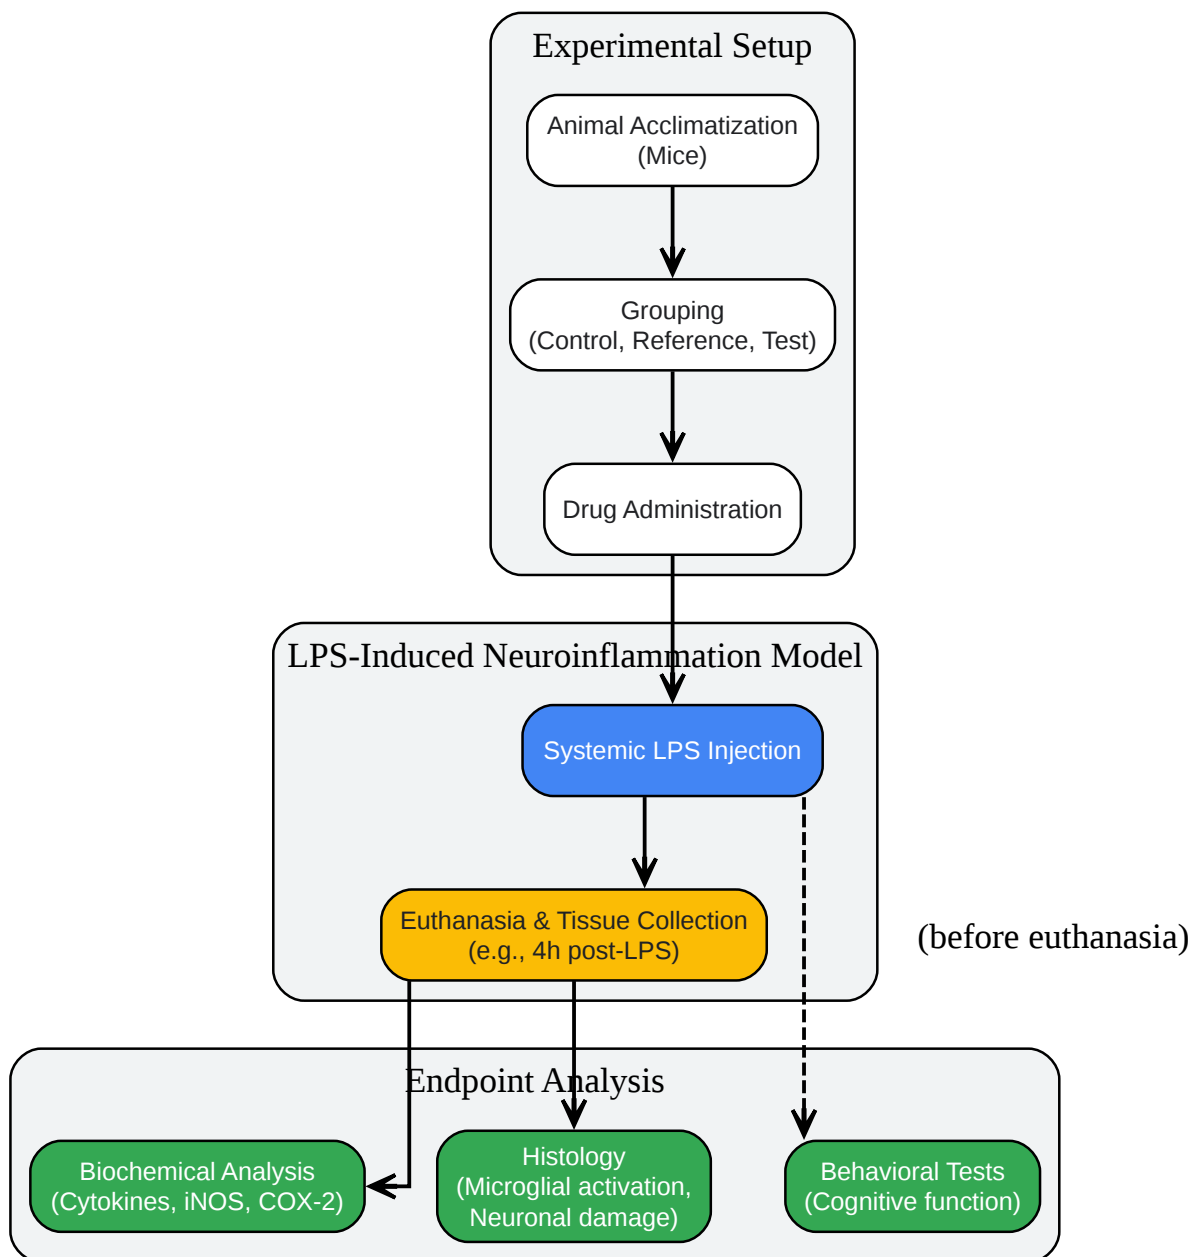 Experimental Setup
Animal Acclimatization
(Mice)
Grouping
(Control, Reference, Test)
Drug Administration
LPS-Induced Neuroinflammation Model
Systemic LPS Injection
Euthanasia & Tissue Collection
(e.g., 4h post-LPS)
(before euthanasia)
Endpoint Analysis
Biochemical Analysis
(Cytokines, iNOS, COX-2)
Histology
(Microglial activation,
Neuronal damage)
Behavioral Tests
(Cognitive function)